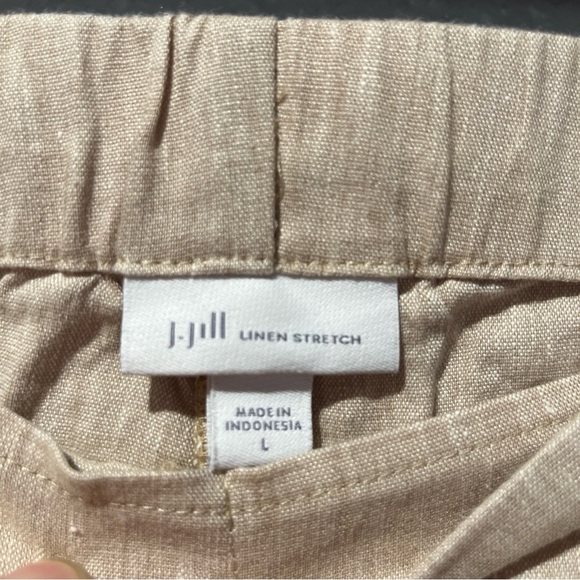 J.Jill LINEN STRETCH
MADE IN
INDONESIA
L